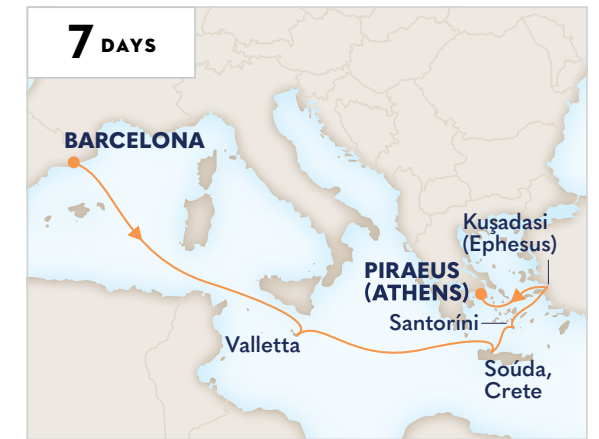 7 DAYS
BARCELONA
Kuşadasi
(Ephesus)
PIRAEUS
(ATHENS)
Santoríni
Valletta
Soúda,
Crete